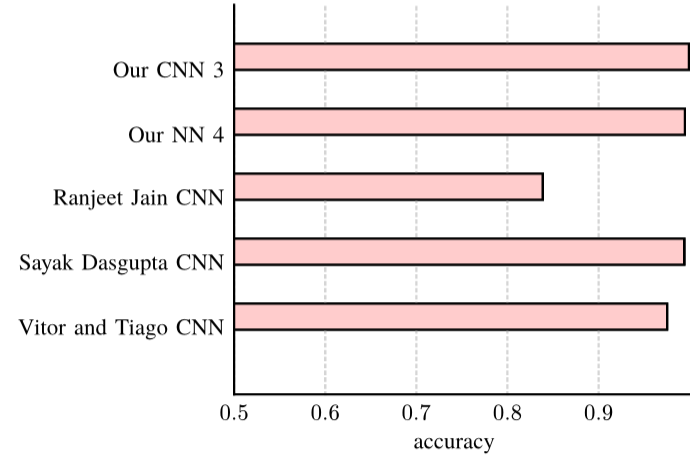 Our CNN 3
Our NN 4
Ranjeet Jain CNN
Sayak Dasgupta CNN
Vitor and Tiago CNN
0.5 0.6 0.7 0.8 0.9
accuracy